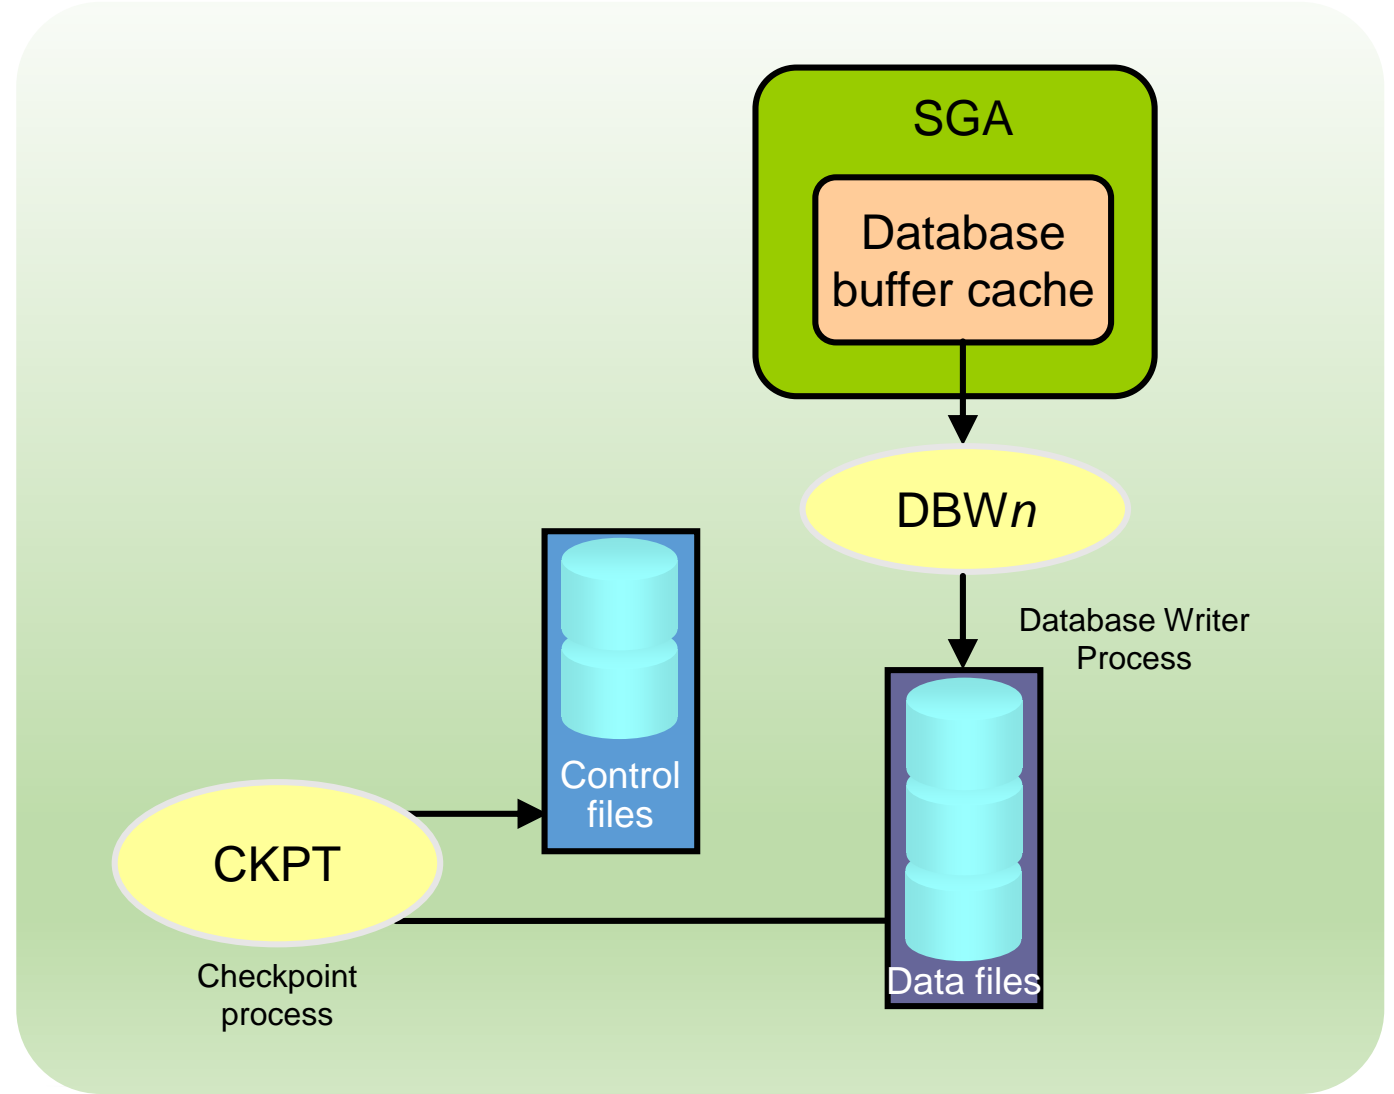 SGA
Database
buffer cache
DBWn
Database Writer
Process
Control
files
CKPT
Checkpoint
process
Data files